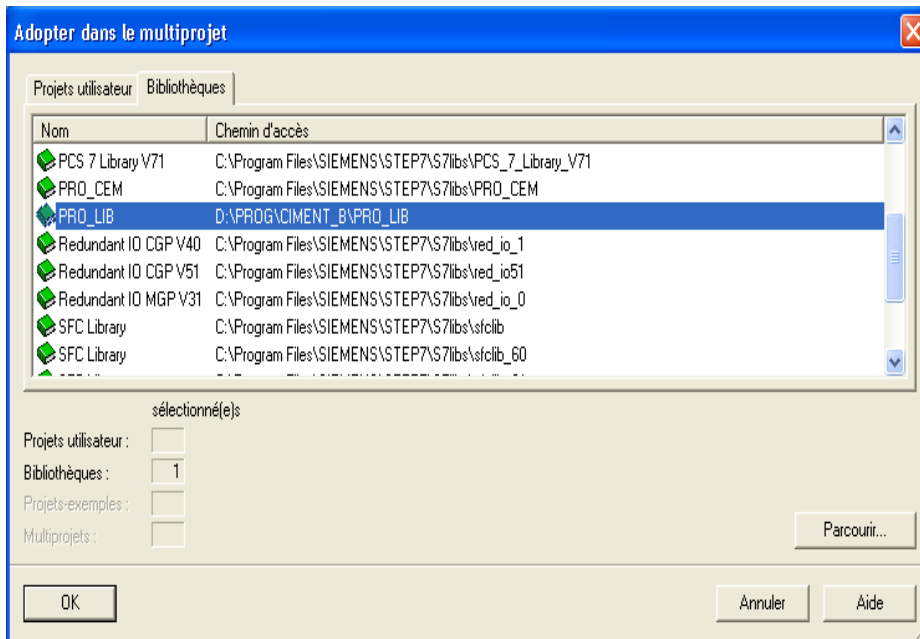 Adopter dans le multiprojet
Projets utilisateur Bibliothèques
Nom Chemin d'accès
PCS 7 Library V71 C:\Program Files\SIEMENS\STEP7\S7libs\PCS_7_Library_V71
PRO_CEM C:\Program Files\SIEMENS\STEP7\S7libs\PRO_CEM
PRO_LIB D:\PROG\CIMENT_B\PRO_LIB
Redundant IO CGP V40 C:\Program Files\SIEMENS\STEP7\S7libs\red_io_1
Redundant IO CGP V51 C:\Program Files\SIEMENS\STEP7\S7libs\red_io51
Redundant IO MGP V31 C:\Program Files\SIEMENS\STEP7\S7libs\red_io_0
SFC Library C:\Program Files\SIEMENS\STEP7\S7libs\sfclib
SFC Library C:\Program Files\SIEMENS\STEP7\S7libs\sfclib_60
sélectionné(e)s
Projets utilisateur :
Bibliothèques : 1
Projets-exemples :
Multiprojets :
Parcourir...
OK Annuler Aide